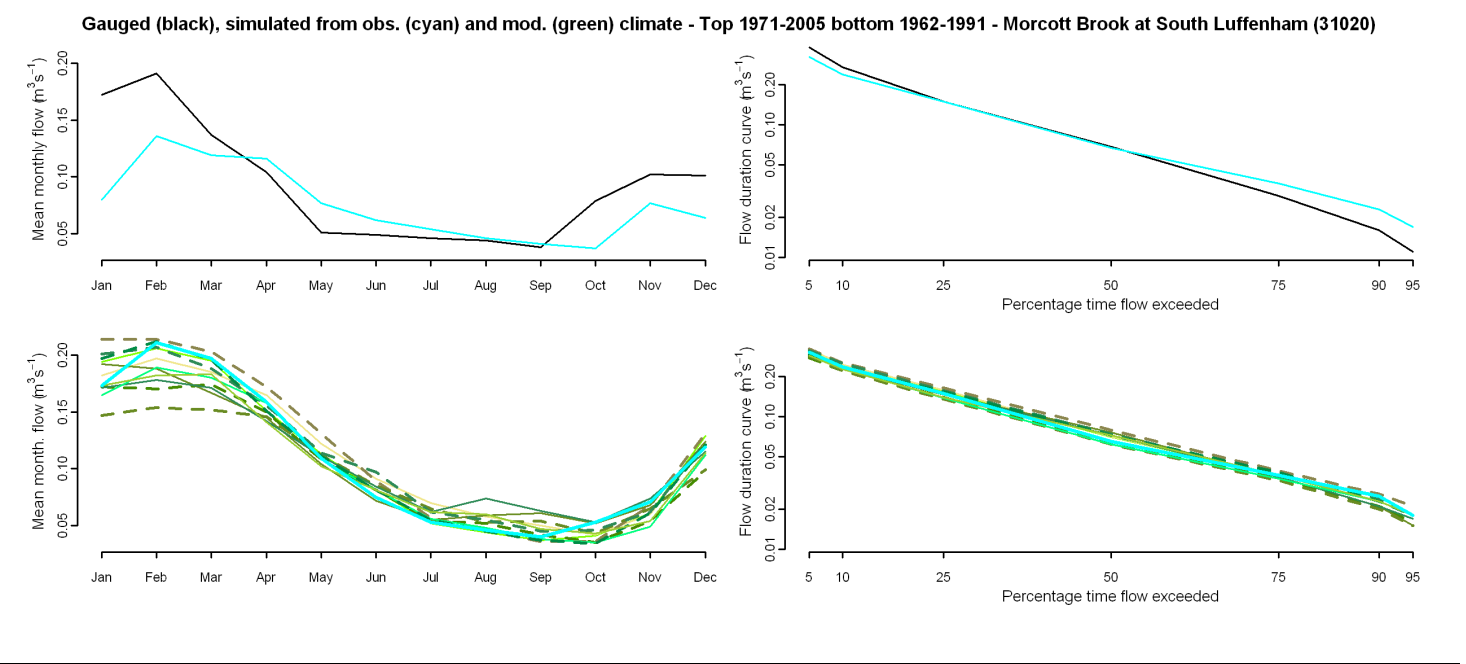 Gauged (black), simulated from obs. (cyan) and mod. (green) climate - Top 1971-2005 bottom 1962-1991 - Morcott Brook at South Luffenham (31020)
Mean monthly flow (m³s⁻¹)
0.20
0.15
0.10
0.05
Jan Feb Mar Apr May Jun Jul Aug Sep Oct Nov Dec
Flow duration curve (m³s⁻¹)
0.20
0.10
0.05
0.02
0.01
5 10 25 50 75 90 95
Percentage time flow exceeded
Mean month. flow (m³s⁻¹)
0.20
0.15
0.10
0.05
Jan Feb Mar Apr May Jun Jul Aug Sep Oct Nov Dec
Flow duration curve (m³s⁻¹)
0.20
0.10
0.05
0.02
0.01
5 10 25 50 75 90 95
Percentage time flow exceeded